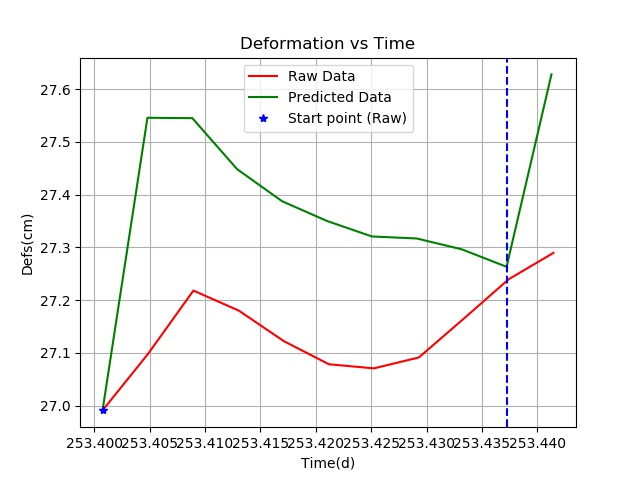 Deformation vs Time
Raw Data
Predicted Data
Start point (Raw)
27.6
27.5
27.4
27.3
27.2
27.1
27.0
Defs(cm)
253.400 253.405 253.410 253.415 253.420 253.425 253.430 253.435 253.440
Time(d)